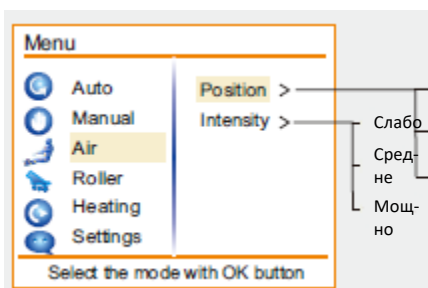 Menu
Auto
Manual
Air
Roller
Heating
Settings
Position >
Intensity >
Select the mode with OK button
Слабо
Сред-
не
Мощ-
но